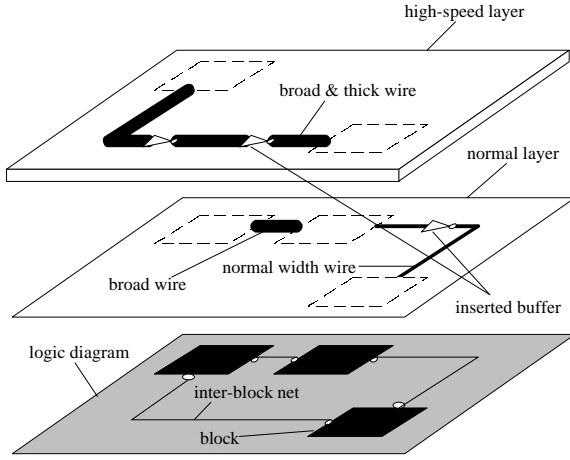 high-speed layer
broad & thick wire
normal layer
broad wire
normal width wire
inserted buffer
logic diagram
inter-block net
block